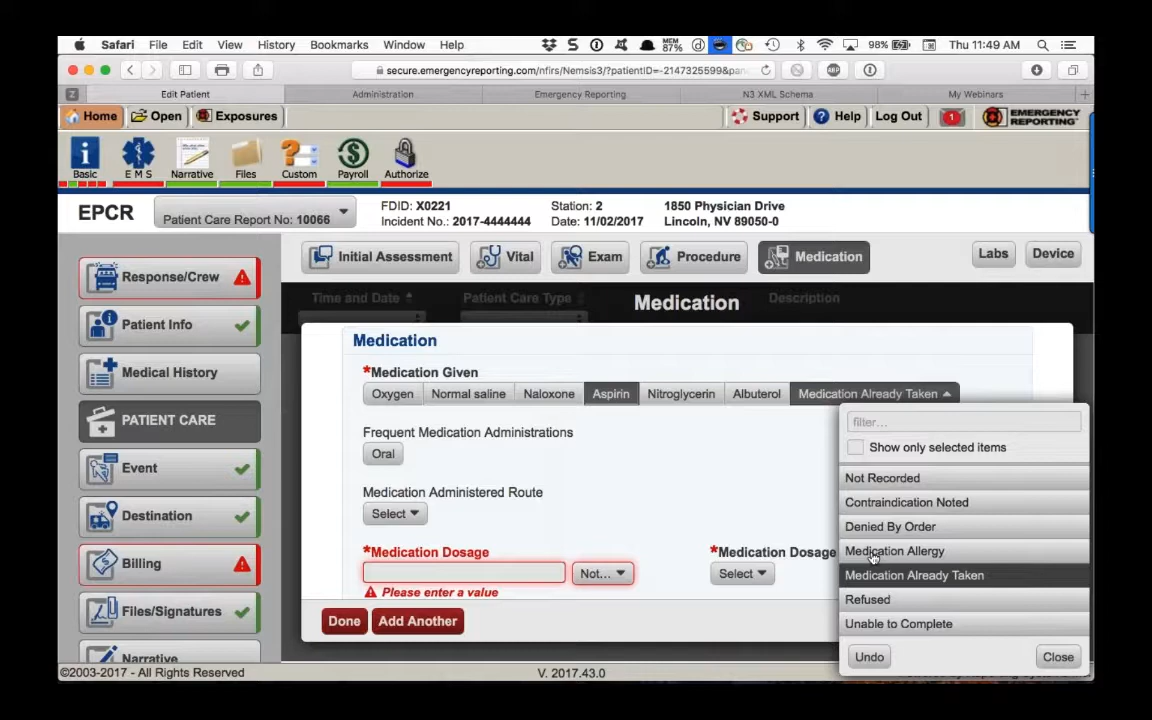 Safari File Edit View History Bookmarks Window Help MEM 87% 98% Thu 11:49 AM
secure.emergencyreporting.com/nfirs/Nemsis3/?patientID=-2147325599&pan
Edit Patient Administration Emergency Reporting N3 XML Schema My Webinars
Home Open Exposures Support Help Log Out 1 EMERGENCY REPORTING
Basic E M S Narrative Files Custom Payroll Authorize
EPCR
Patient Care Report No: 10066
FDID: X0221
Incident No.: 2017-4444444
Station: 2
Date: 11/02/2017
1850 Physician Drive
Lincoln, NV 89050-0
Response/Crew
Patient Info
Medical History
PATIENT CARE
Event
Destination
Billing
Files/Signatures
Narrative
Initial Assessment Vital Exam Procedure Medication Labs Device
Time and Date Patient Care Type Medication Description
Medication
*Medication Given
Oxygen Normal saline Naloxone Aspirin Nitroglycerin Albuterol Medication Already Taken
Frequent Medication Administrations
Oral
Medication Administered Route
Select
*Medication Dosage
Not...
Please enter a value
*Medication Dosage
Select
Done Add Another
filter...
Show only selected items
Not Recorded
Contraindication Noted
Denied By Order
Medication Allergy
Medication Already Taken
Refused
Unable to Complete
Undo Close
©2003-2017 - All Rights Reserved V. 2017.43.0